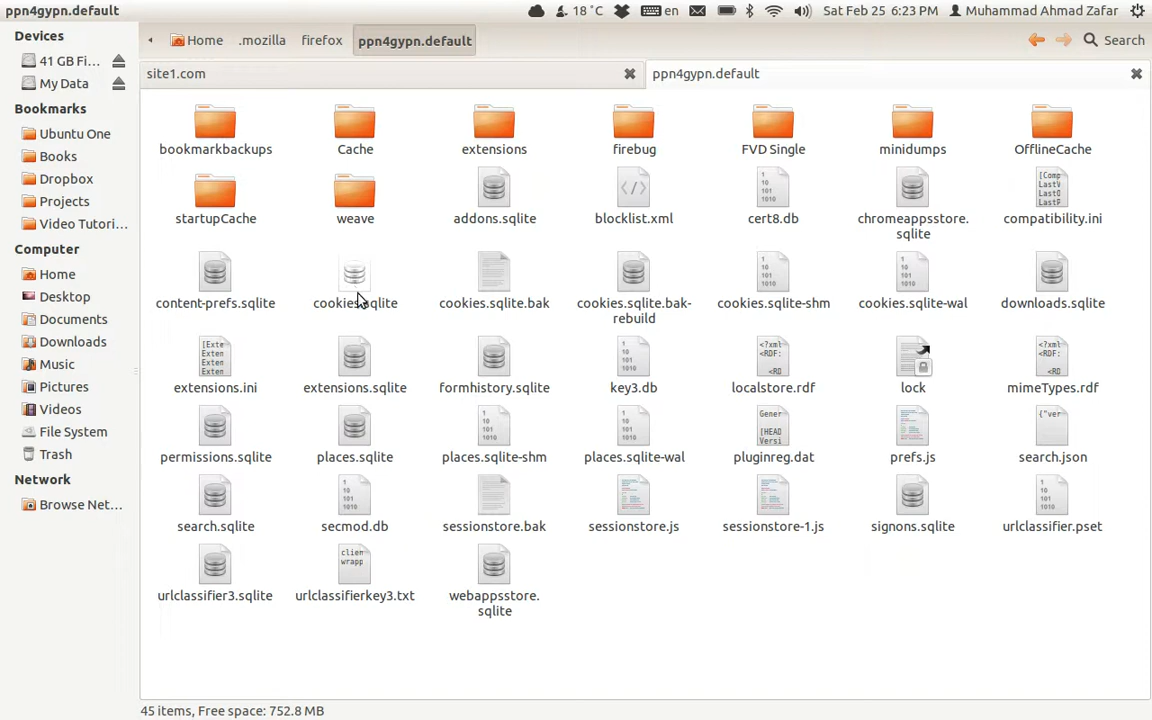 ppn4gypn.default
18 °C
en
Sat Feb 25 6:23 PM
Muhammad Ahmad Zafar
Devices
41 GB Fi...
My Data
Bookmarks
Ubuntu One
Books
Dropbox
Projects
Video Tutori...
Computer
Home
Desktop
Documents
Downloads
Music
Pictures
Videos
File System
Trash
Network
Browse Net...
Home
.mozilla
firefox
ppn4gypn.default
Search
site1.com
ppn4gypn.default
bookmarkbackups
Cache
extensions
firebug
FVD Single
minidumps
OfflineCache
startupCache
weave
addons.sqlite
blocklist.xml
cert8.db
chromeappsstore.
sqlite
compatibility.ini
content-prefs.sqlite
cookies.sqlite
cookies.sqlite.bak
cookies.sqlite.bak-
rebuild
cookies.sqlite-shm
cookies.sqlite-wal
downloads.sqlite
extensions.ini
extensions.sqlite
formhistory.sqlite
key3.db
localstore.rdf
lock
mimeTypes.rdf
permissions.sqlite
places.sqlite
places.sqlite-shm
places.sqlite-wal
pluginreg.dat
prefs.js
search.json
search.sqlite
secmod.db
sessionstore.bak
sessionstore.js
sessionstore-1.js
signons.sqlite
urlclassifier.pset
urlclassifier3.sqlite
urlclassifierkey3.txt
webappsstore.
sqlite
45 items, Free space: 752.8 MB